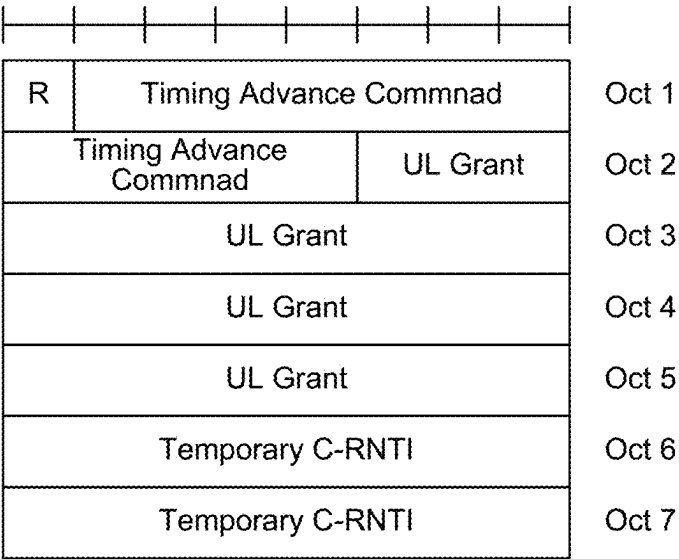 R Timing Advance Commnad Oct 1
Timing Advance
Commnad UL Grant Oct 2
UL Grant Oct 3
UL Grant Oct 4
UL Grant Oct 5
Temporary C-RNTI Oct 6
Temporary C-RNTI Oct 7